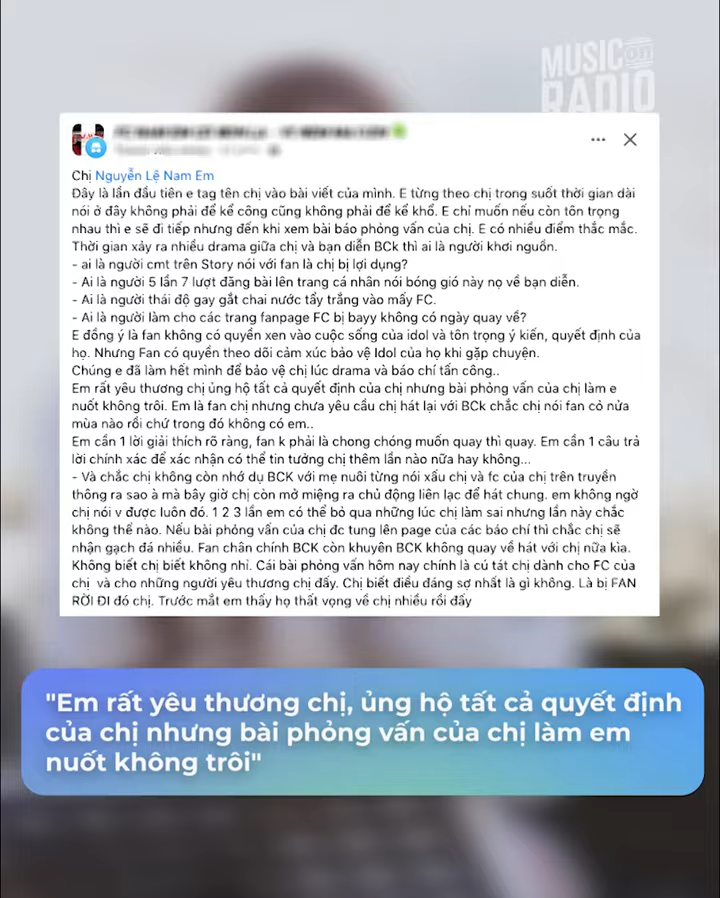 MUSIC on
RADIO
Chị Nguyễn Lệ Nam Em
Đây là lần đầu tiên e tag tên chị vào bài viết của mình. E từng theo chị trong suốt thời gian dài
nói ở đây không phải để kể công cũng không phải để kể khổ. E chỉ muốn nếu còn tôn trọng
nhau thì e sẽ đi tiếp nhưng đến khi xem bài báo phỏng vấn của chị. E có nhiều điểm thắc mắc.
Thời gian xảy ra nhiều drama giữa chị và bạn diễn BCk thì ai là người khơi nguồn.
- ai là người cmt trên Story nói với fan là chị bị lợi dụng?
- Ai là người 5 lần 7 lượt đăng bài lên trang cá nhân nói bóng gió này nọ về bạn diễn.
- Ai là người thái độ gay gắt chai nước tẩy trắng vào mấy FC.
- Ai là người làm cho các trang fanpage FC bị bayy không có ngày quay về?
E đồng ý là fan không có quyền xen vào cuộc sống của idol và tôn trọng ý kiến, quyết định của
họ. Nhưng Fan có quyền theo dõi cảm xúc bảo vệ Idol của họ khi gặp chuyện.
Chúng e đã làm hết mình để bảo vệ chị lúc drama và báo chí tấn công..
Em rất yêu thương chị ủng hộ tất cả quyết định của chị nhưng bài phỏng vấn của chị làm e
nuốt không trôi. Em là fan chị nhưng chưa yêu cầu chị hát lại với BCk chắc chị nói fan cỏ nửa
mùa nào rồi chứ trong đó không có em..
Em cần 1 lời giải thích rõ ràng, fan k phải là chong chóng muốn quay thì quay. Em cần 1 câu trả
lời chính xác để xác nhận có thể tin tưởng chị thêm lần nào nữa hay không...
- Và chắc chị không còn nhớ dụ BCK với mẹ nuôi từng nói xấu chị và fc của chị trên truyền
thông ra sao à mà bây giờ chị còn mở miệng ra chủ động liên lạc để hát chung. em không ngờ
chị nói v được luôn đó. 1 2 3 lần em có thể bỏ qua những lúc chị làm sai nhưng lần này chắc
không thể nào. Nếu bài phỏng vấn của chị đc tung lên page của các báo chí thì chắc chị sẽ
nhận gạch đá nhiều. Fan chân chính BCK còn khuyên BCK không quay về hát với chị nữa kìa.
Không biết chị biết không nhỉ. Cái bài phỏng vấn hôm nay chính là cú tát chị dành cho FC của
chị và cho những người yêu thương chị đấy. Chị biết điều đáng sợ nhất là gì không. Là bị FAN
RỜI ĐI đó chị. Trước mắt em thấy họ thất vọng về chị nhiều rồi đấy
"Em rất yêu thương chị, ủng hộ tất cả quyết định
của chị nhưng bài phỏng vấn của chị làm em
nuốt không trôi"